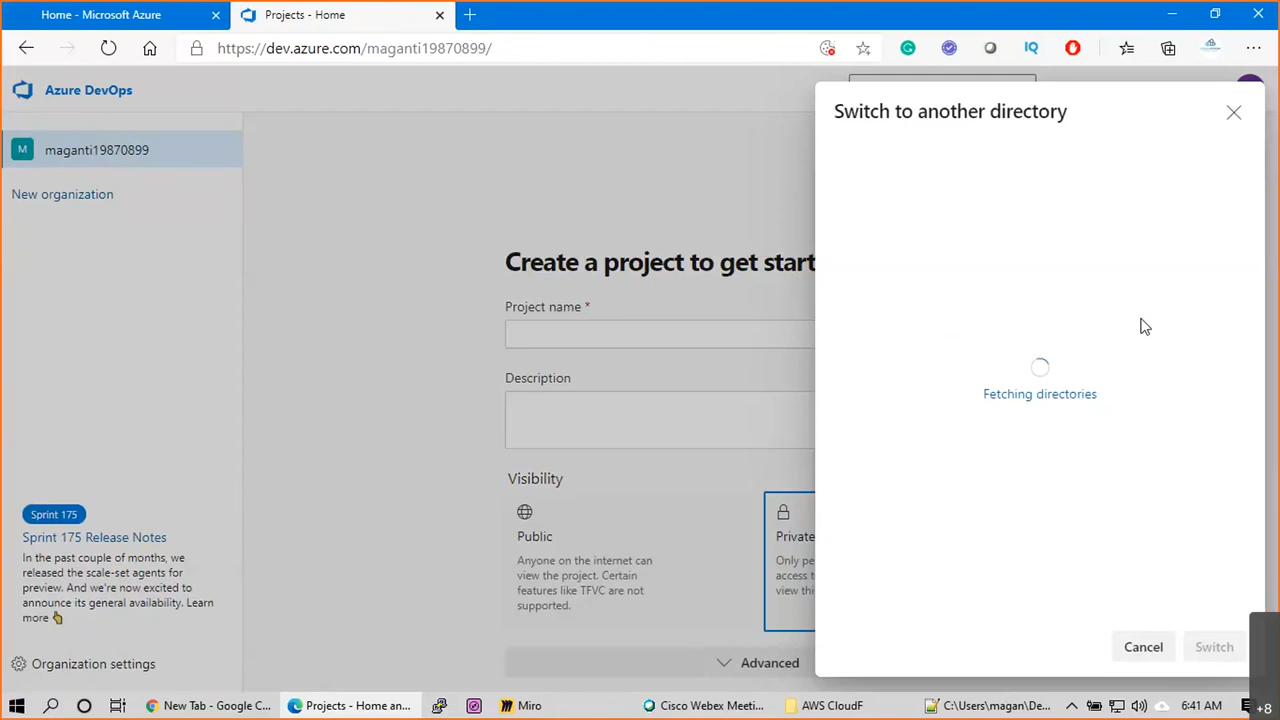 Home - Microsoft Azure
Projects - Home
https://dev.azure.com/maganti19870899/
IQ
Azure DevOps
Switch to another directory
M maganti19870899
New organization
Create a project to get start
Project name *
Fetching directories
Description
Visibility
Public
Anyone on the internet can
view the project. Certain
features like TFVC are not
supported.
Private
Only pe
access t
view thi
Sprint 175
Sprint 175 Release Notes
In the past couple of months, we
released the scale-set agents for
preview. And we're now excited to
announce its general availability. Learn
more
Organization settings
Advanced
Cancel
Switch
New Tab - Google C...
Projects - Home an...
Miro
Cisco Webex Meeti...
AWS CloudF
C:\Users\magan\De...
6:41 AM
+8